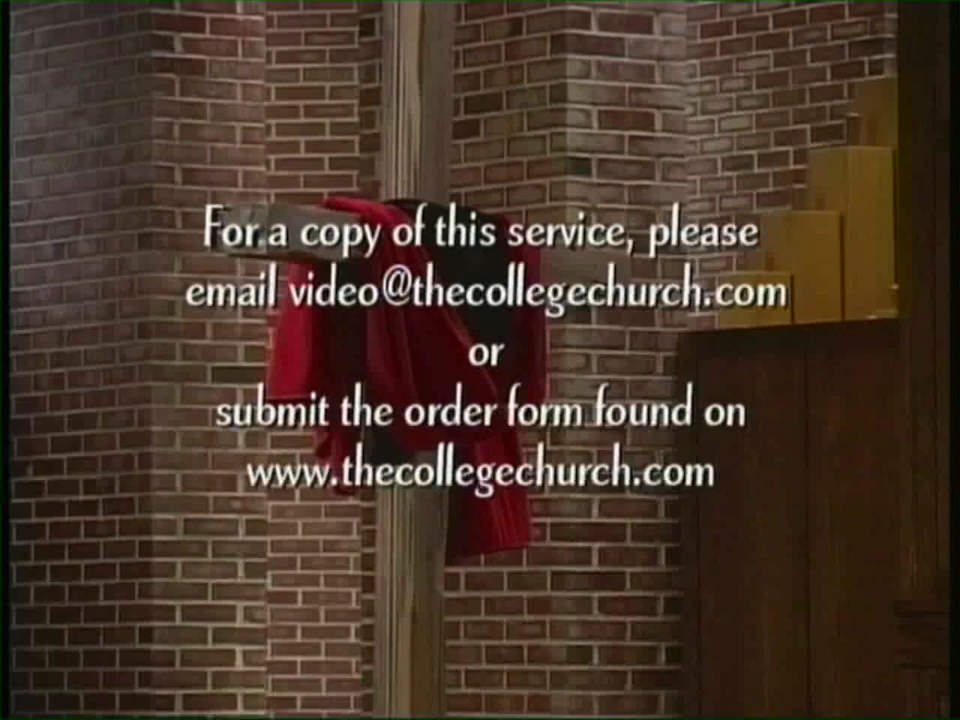 For a copy of this service, please
email video@thecollegechurch.com
or
submit the order form found on
www.thecollegechurch.com